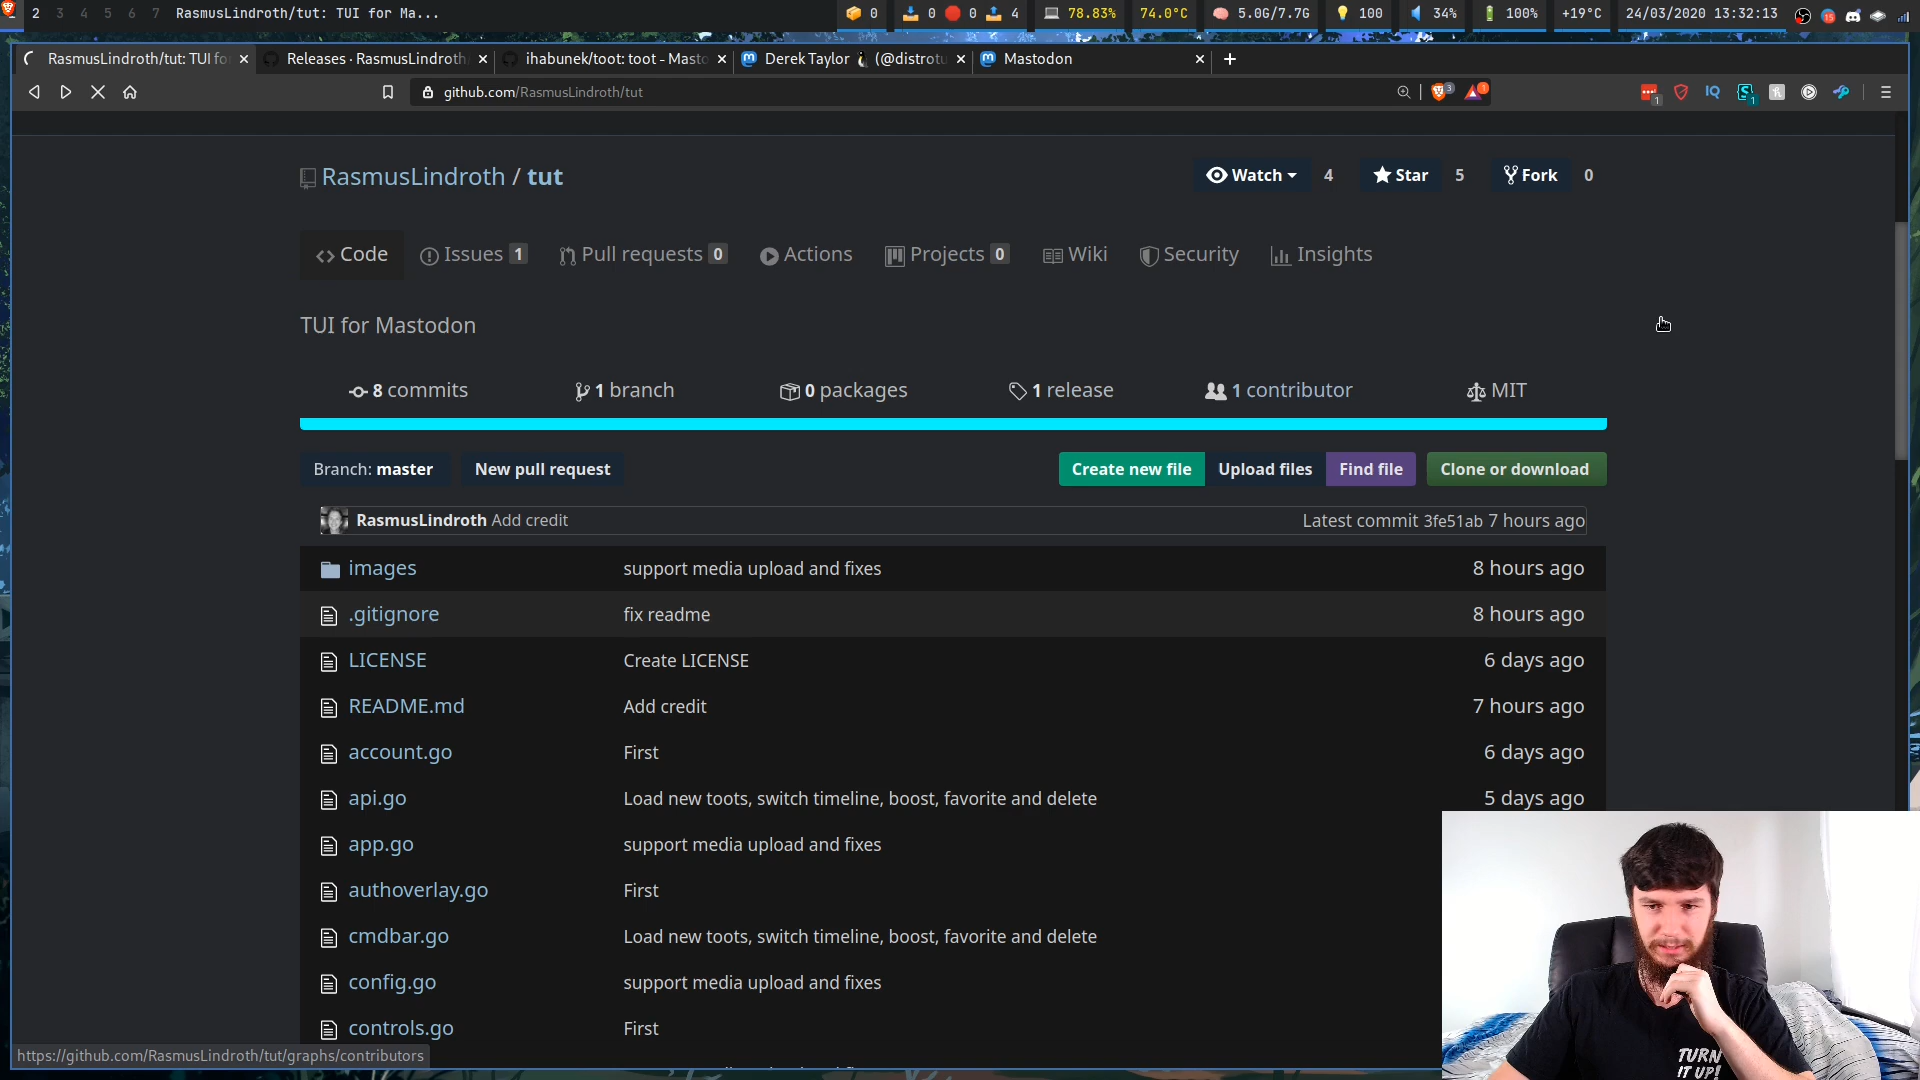 2 3 4 5 6 7 RasmusLindroth/tut: TUI for Ma... 0 0 0 4 78.83% 74.0°C 5.0G/7.7G 100 34% 100% +19°C 24/03/2020 13:32:13 15
RasmusLindroth/tut: TUI fo Releases · RasmusLindroth ihabunek/toot: toot - Masto Derek Taylor (@distrotu Mastodon
github.com/RasmusLindroth/tut 3 1 1 IQ 1
RasmusLindroth / tut Watch 4 Star 5 Fork 0
Code Issues 1 Pull requests 0 Actions Projects 0 Wiki Security Insights
TUI for Mastodon
8 commits 1 branch 0 packages 1 release 1 contributor MIT
Branch: master New pull request Create new file Upload files Find file Clone or download
RasmusLindroth Add credit Latest commit 3fe51ab 7 hours ago
images support media upload and fixes 8 hours ago
.gitignore fix readme 8 hours ago
LICENSE Create LICENSE 6 days ago
README.md Add credit 7 hours ago
account.go First 6 days ago
api.go Load new toots, switch timeline, boost, favorite and delete 5 days ago
app.go support media upload and fixes
authoverlay.go First
cmdbar.go Load new toots, switch timeline, boost, favorite and delete
config.go support media upload and fixes
controls.go First
https://github.com/RasmusLindroth/tut/graphs/contributors
TURN
IT UP!